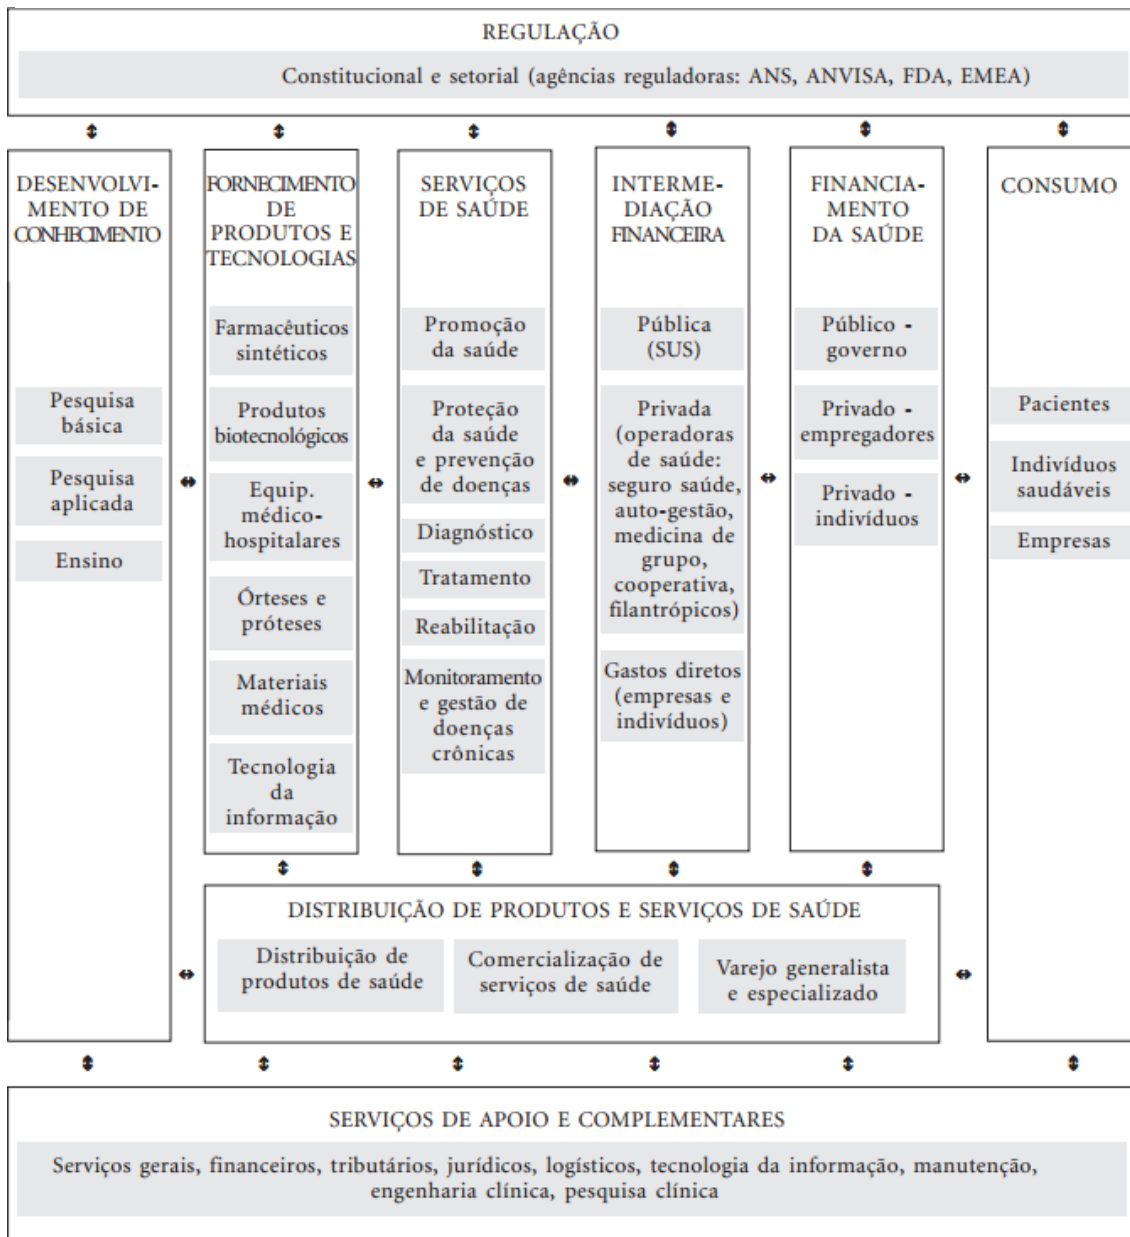 REGULAÇÃO
Constitucional e setorial (agências reguladoras: ANS, ANVISA, FDA, EMEA)
DESENVOLVI-
MENTO DE
CONHECIMENTO
Pesquisa
básica
Pesquisa
aplicada
Ensino
FORNECIMENTO
DE
PRODUTOS E
TECNOLOGIAS
Farmacêuticos
sintéticos
Produtos
biotecnológicos
Equip.
médico-
hospitalares
Órteses e
próteses
Materiais
médicos
Tecnologia
da
informação
SERVIÇOS
DE SAÚDE
Promoção
da saúde
Proteção
da saúde
e prevenção
de doenças
Diagnóstico
Tratamento
Reabilitação
Monitoramento
e gestão de
doenças
crônicas
INTERME-
DIAÇÃO
FINANCEIRA
Pública
(SUS)
Privada
(operadoras
de saúde:
seguro saúde,
auto-gestão,
medicina de
grupo,
cooperativa,
filantrópicos)
Gastos diretos
(empresas e
indivíduos)
FINANCIA-
MENTO
DA SAÚDE
Público -
governo
Privado -
empregadores
Privado -
indivíduos
CONSUMO
Pacientes
Indivíduos
saudáveis
Empresas
DISTRIBUIÇÃO DE PRODUTOS E SERVIÇOS DE SAÚDE
Distribuição de
produtos de saúde
Comercialização de
serviços de saúde
Varejo generalista
e especializado
SERVIÇOS DE APOIO E COMPLEMENTARES
Serviços gerais, financeiros, tributários, jurídicos, logísticos, tecnologia da informação, manutenção,
engenharia clínica, pesquisa clínica